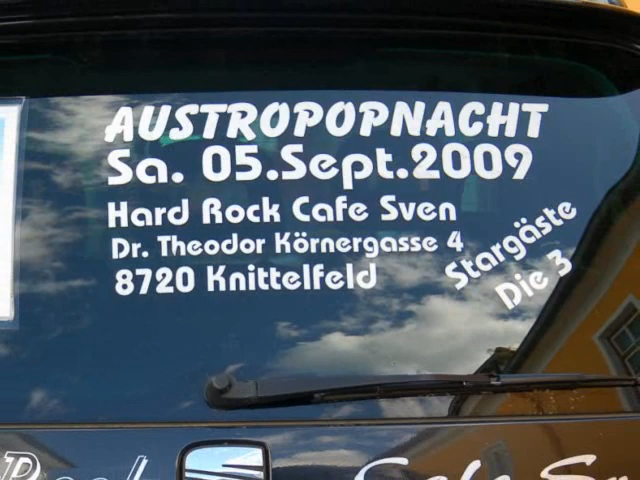 AUSTROPOPNACHT
Sa. 05.Sept.2009
Hard Rock Cafe Sven
Dr. Theodor Körnergasse 4
8720 Knittelfeld
Stargäste
Die 3